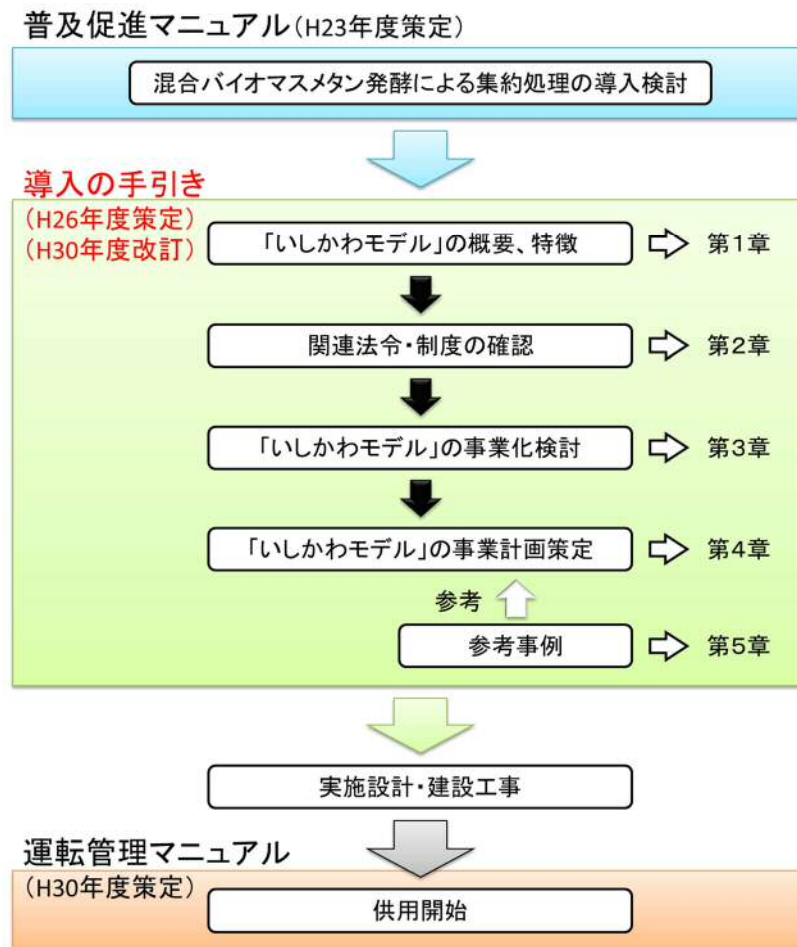 普及促進マニュアル(H23年度策定)
混合バイオマスメタン発酵による集約処理の導入検討
導入の手引き
(H26年度策定)
(H30年度改訂)
「いしかわモデル」の概要、特徴
第1章
関連法令・制度の確認
第2章
「いしかわモデル」の事業化検討
第3章
「いしかわモデル」の事業計画策定
第4章
参考
参考事例
第5章
実施設計・建設工事
運転管理マニュアル
(H30年度策定)
供用開始